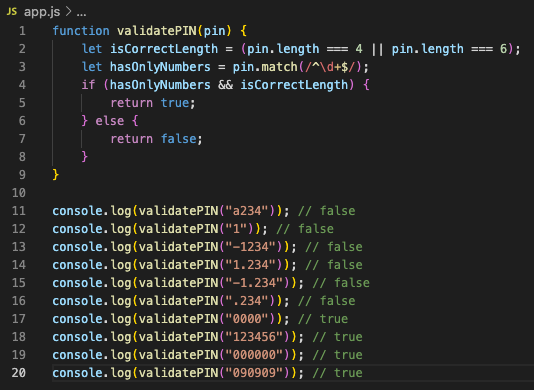 JS app.js > ...
1 function validatePIN(pin) {
2     let isCorrectLength = (pin.length === 4 || pin.length === 6);
3     let hasOnlyNumbers = pin.match(/^\d+$/);
4     if (hasOnlyNumbers && isCorrectLength) {
5         return true;
6     } else {
7         return false;
8     }
9 }
10
11 console.log(validatePIN("a234")); // false
12 console.log(validatePIN("1")); // false
13 console.log(validatePIN("-1234")); // false
14 console.log(validatePIN("1.234")); // false
15 console.log(validatePIN("-1.234")); // false
16 console.log(validatePIN(".234")); // false
17 console.log(validatePIN("0000")); // true
18 console.log(validatePIN("123456")); // true
19 console.log(validatePIN("000000")); // true
20 console.log(validatePIN("090909")); // true